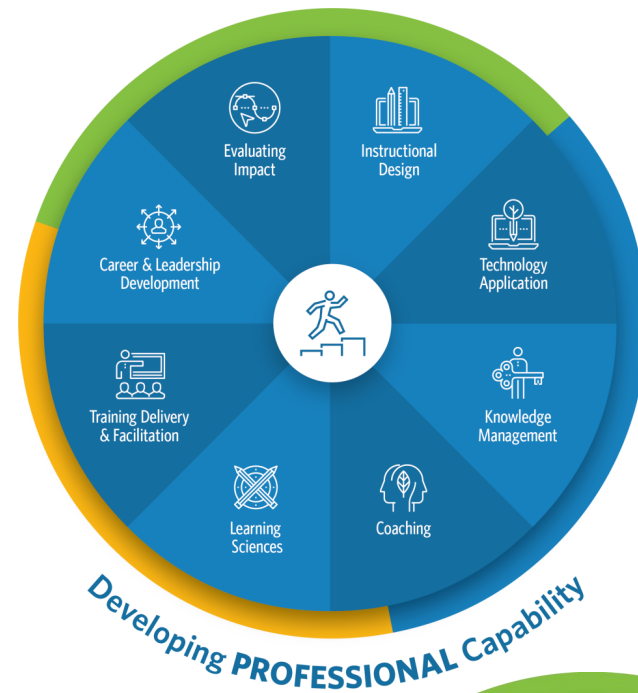 Evaluating
Impact
Instructional
Design
Technology
Application
Knowledge
Management
Coaching
Learning
Sciences
Training Delivery
& Facilitation
Career & Leadership
Development
Developing PROFESSIONAL Capability